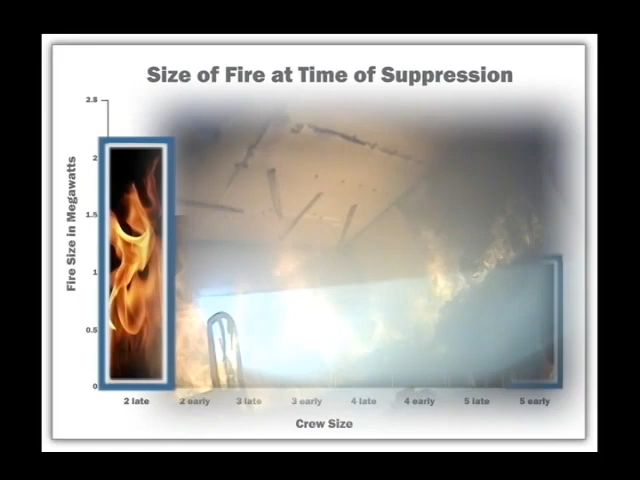 Size of Fire at Time of Suppression
Fire Size in Megawatts
2.5
2
1.5
1
0.5
0
2 late
2 early
3 late
3 early
4 late
4 early
5 late
5 early
Crew Size